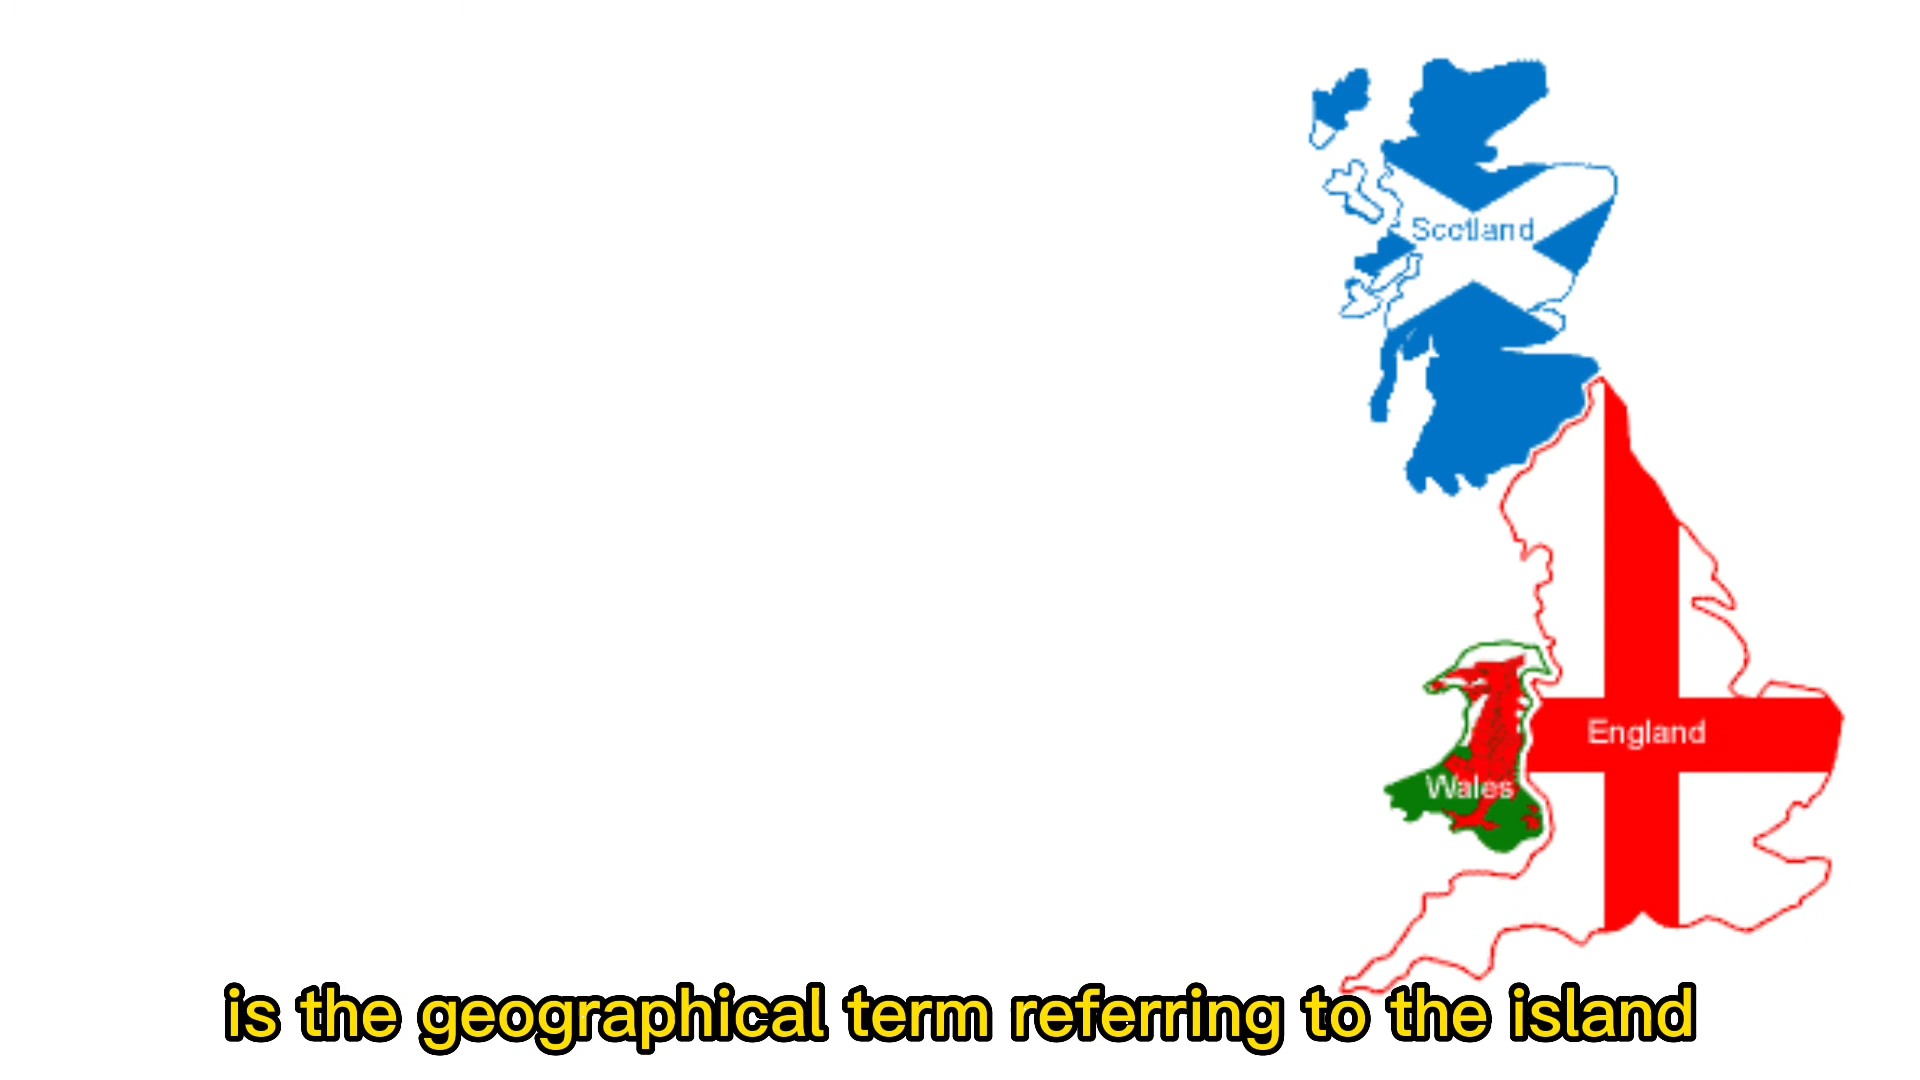 Scotland
England
Wales
is the geographical term referring to the island